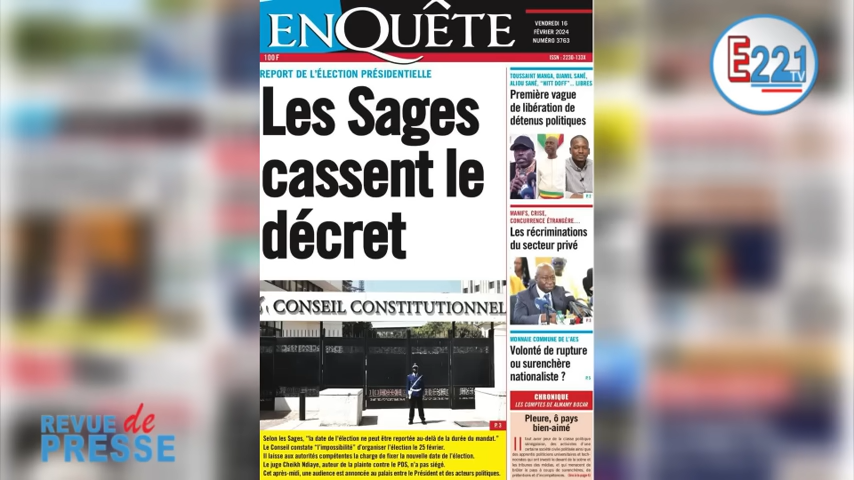 ENQUÊTE
VENDREDI 16
FÉVRIER 2024
NUMÉRO 3763
100 F
REPORT DE L'ÉLECTION PRÉSIDENTIELLE
Les Sages
cassent le
décret
CONSEIL CONSTITUTIONNEL
P.3
Selon les Sages, "la date de l'élection ne peut être reportée au-delà de la durée du mandat."
Le Conseil constate "l'impossibilité" d'organiser l'élection le 25 février.
Il laisse aux autorités compétentes la charge de fixer la nouvelle date de l'élection.
Le juge Cheikh Ndiaye, auteur de la plainte contre le PDS, n'a pas siégé.
Cet après-midi, une audience est annoncée au palais entre le Président et des acteurs politiques.
TOUSSAINT MANGA, DJAMIL SANÉ,
ALIOU SANÉ, "NITT DOFF"... LIBRES
Première vague
de libération de
détenus politiques
MANIFS, CRISE,
CONCURRENCE ÉTRANGÈRE...
Les récriminations
du secteur privé
MONNAIE COMMUNE DE L'AES
Volonté de rupture
ou surenchère
nationaliste ?
CHRONIQUE
LES COMPTES DE ALMAMY BOCAR
Pleure, ô pays
bien-aimé
E221
TV
REVUE de
PRESSE